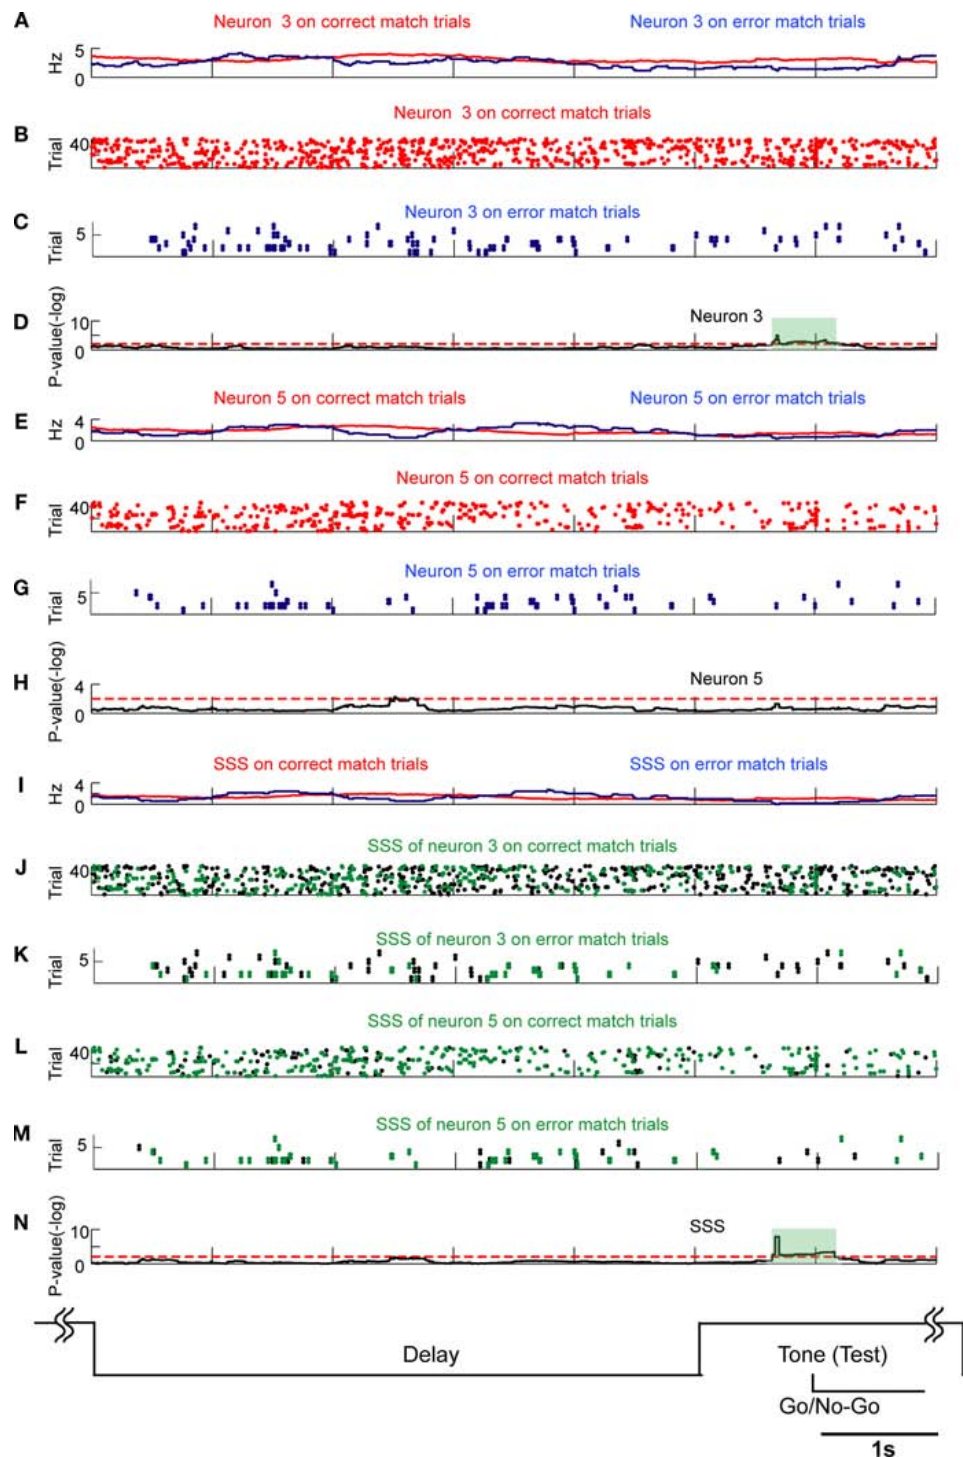 A
Neuron 3 on correct match trials
Neuron 3 on error match trials
5
Hz
0
Neuron 3 on correct match trials
B
Trial
40
Neuron 3 on error match trials
C
Trial
5
D
P-value(-log)
10
0
Neuron 3
Neuron 5 on correct match trials
Neuron 5 on error match trials
E
Hz
4
0
Neuron 5 on correct match trials
F
Trial
40
Neuron 5 on error match trials
G
Trial
5
H
P-value(-log)
4
0
Neuron 5
SSS on correct match trials
SSS on error match trials
I
Hz
4
0
SSS of neuron 3 on correct match trials
J
Trial
40
SSS of neuron 3 on error match trials
K
Trial
5
SSS of neuron 5 on correct match trials
L
Trial
40
SSS of neuron 5 on error match trials
M
Trial
5
N
P-value(-log)
10
0
SSS
Delay
Tone (Test)
Go/No-Go
1s